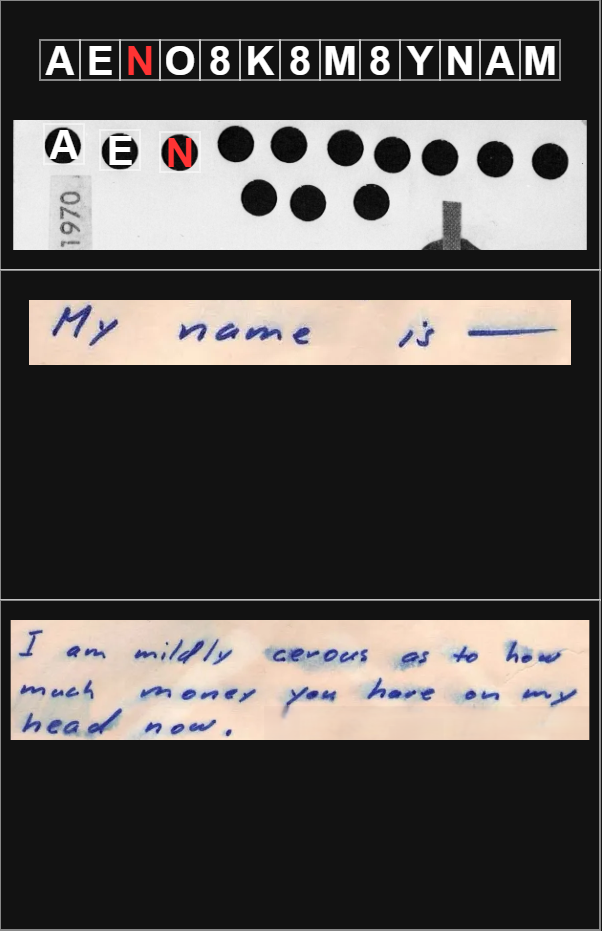 AENO8K8M8YNAM
A E N
1970
My name is —
I am mildly cerous as to how
much money you have on my
head now.